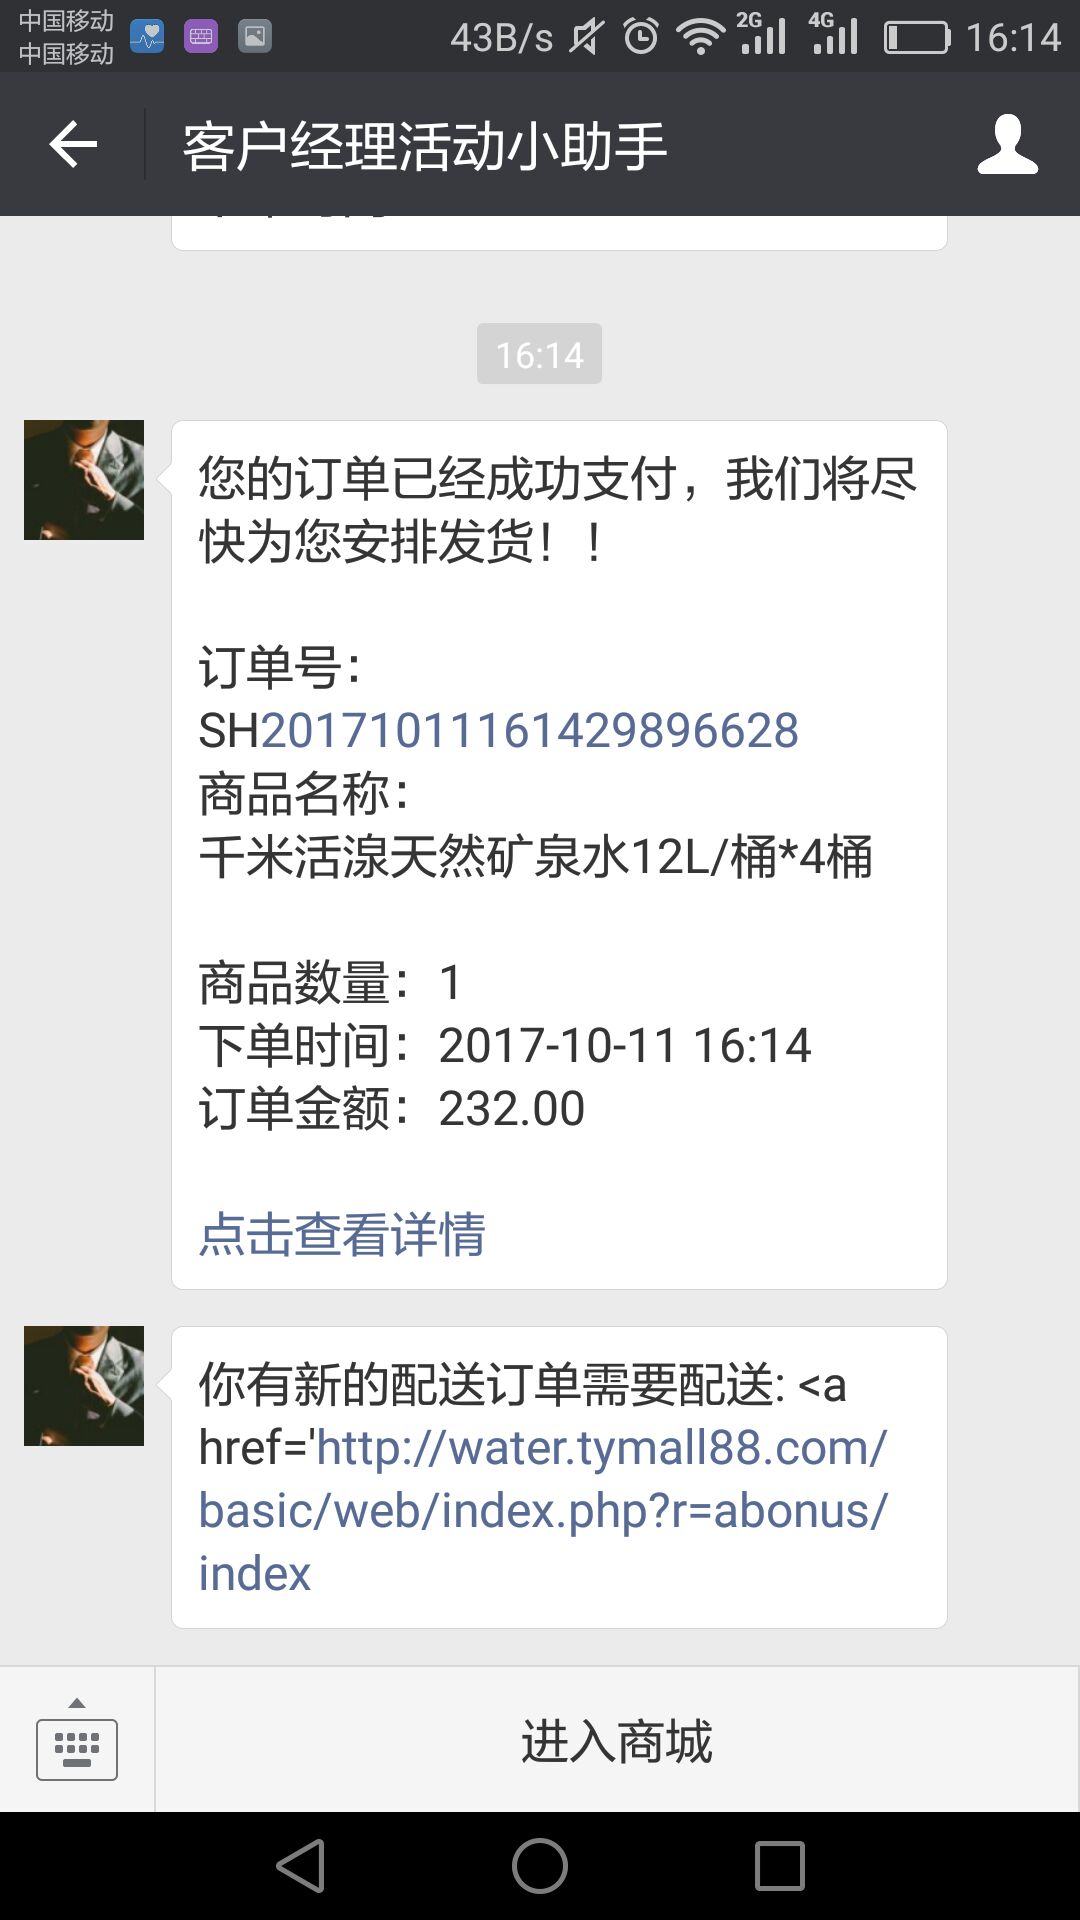 中国移动
中国移动
43B/s
2G
4G
16:14
客户经理活动小助手
16:14
您的订单已经成功支付，我们将尽
快为您安排发货！！
订单号：
SH20171011161429896628
商品名称：
千米活湶天然矿泉水12L/桶*4桶
商品数量：1
下单时间：2017-10-11 16:14
订单金额：232.00
点击查看详情
你有新的配送订单需要配送: <a
href='http://water.tymall88.com/
basic/web/index.php?r=abonus/
index
进入商城